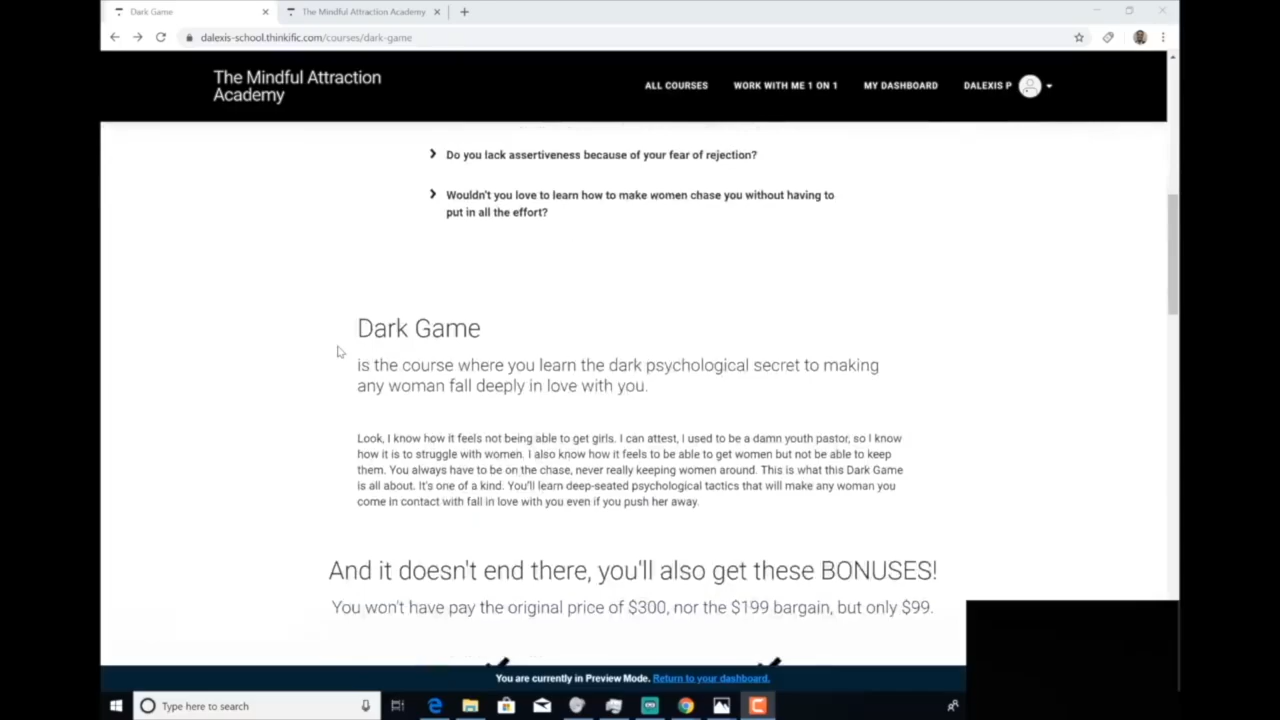 Dark Game
The Mindful Attraction Academy
dalexis-school.thinkific.com/courses/dark-game
The Mindful Attraction
Academy
ALL COURSES
WORK WITH ME 1 ON 1
MY DASHBOARD
DALEXIS P
Do you lack assertiveness because of your fear of rejection?
Wouldn't you love to learn how to make women chase you without having to
put in all the effort?
Dark Game
is the course where you learn the dark psychological secret to making
any woman fall deeply in love with you.
Look, I know how it feels not being able to get girls. I can attest, I used to be a damn youth pastor, so I know
how it is to struggle with women. I also know how it feels to be able to get women but not be able to keep
them. You always have to be on the chase, never really keeping women around. This is what this Dark Game
is all about. It's one of a kind. You'll learn deep-seated psychological tactics that will make any woman you
come in contact with fall in love with you even if you push her away.
And it doesn't end there, you'll also get these BONUSES!
You won't have pay the original price of $300, nor the $199 bargain, but only $99.
You are currently in Preview Mode. Return to your dashboard.
Type here to search